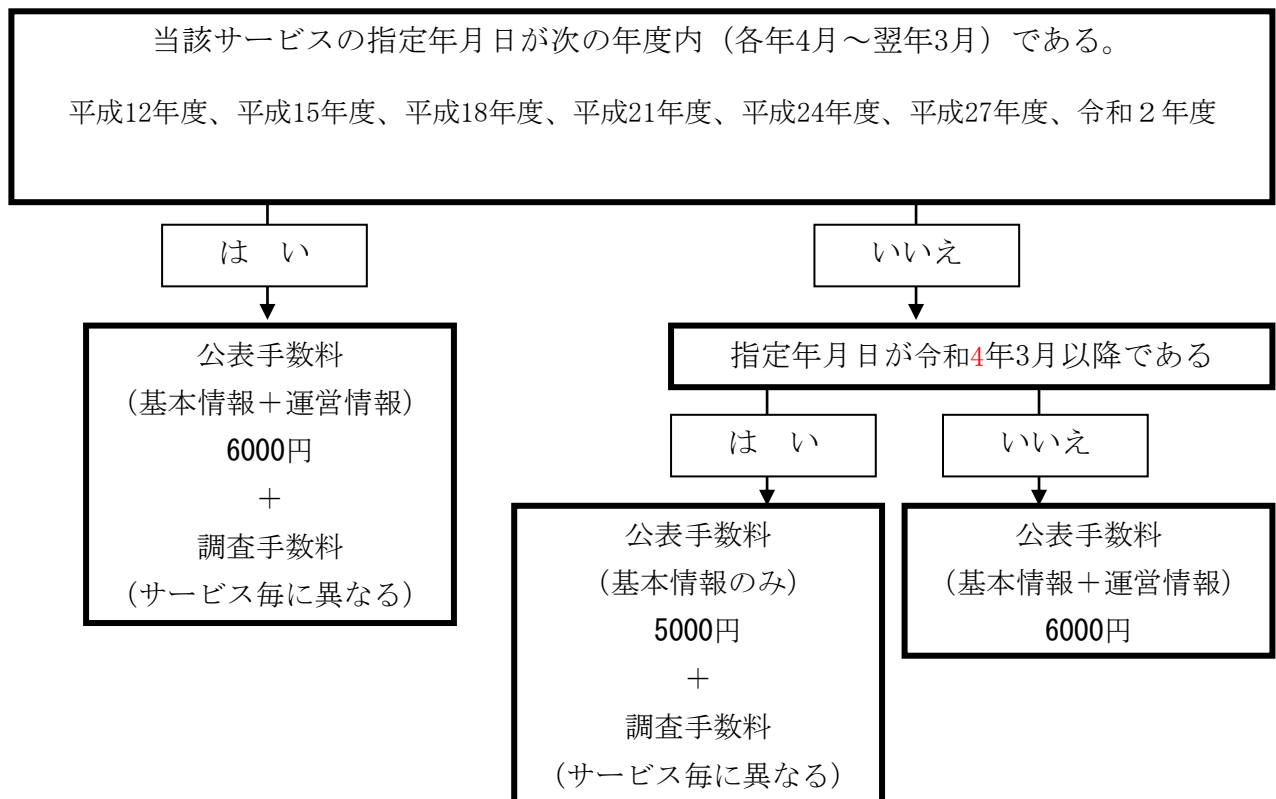 当該サービスの指定年月日が次の年度内（各年4月～翌年3月）である。
平成12年度、平成15年度、平成18年度、平成21年度、平成24年度、平成27年度、令和２年度
は　い
いいえ
公表手数料
（基本情報＋運営情報）
6000円
＋
調査手数料
（サービス毎に異なる）
指定年月日が令和4年3月以降である
は　い
いいえ
公表手数料
（基本情報のみ）
5000円
＋
調査手数料
（サービス毎に異なる）
公表手数料
（基本情報＋運営情報）
6000円